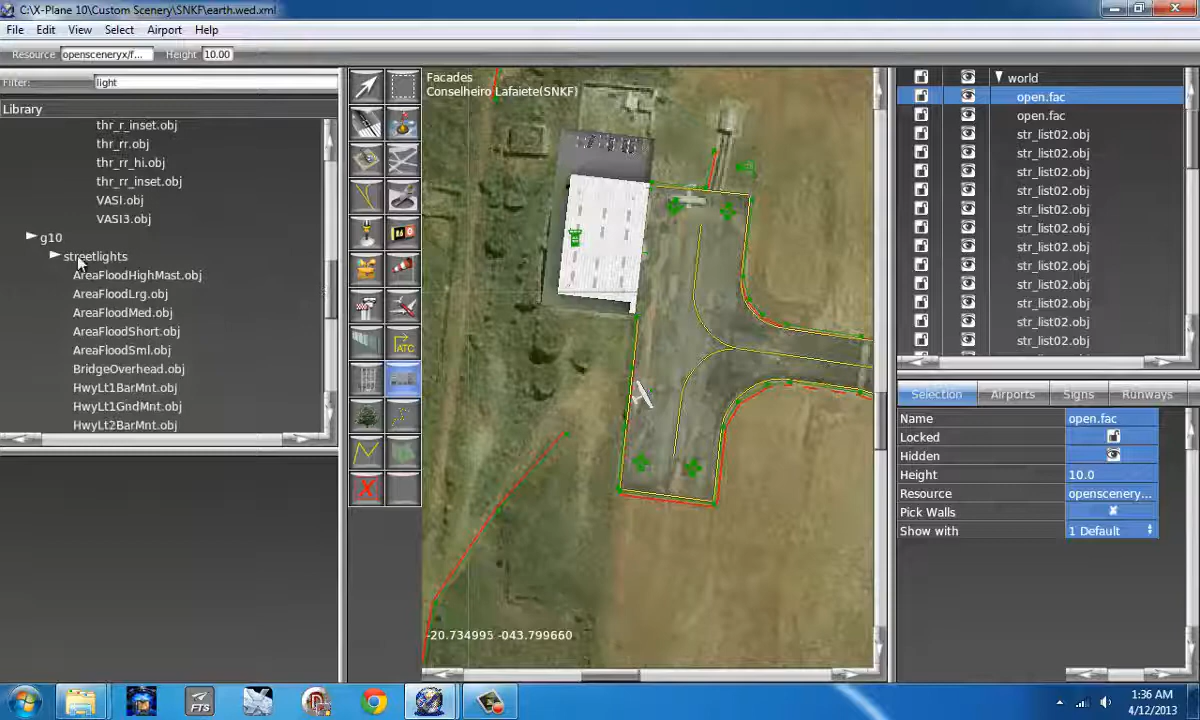 C:\X-Plane 10\Custom Scenery\SNKF\earth.wed.xml
File Edit View Select Airport Help
Resource opensceneryx/f... Height 10.00
Filter: light
Library
thr_r_inset.obj
thr_rr.obj
thr_rr_hi.obj
thr_rr_inset.obj
VASI.obj
VASI3.obj
g10
streetlights
AreaFloodHighMast.obj
AreaFloodLrg.obj
AreaFloodMed.obj
AreaFloodShort.obj
AreaFloodSml.obj
BridgeOverhead.obj
HwyLt1BarMnt.obj
HwyLt1GndMnt.obj
HwyLt2BarMnt.obj
ATC
Facades
Conselheiro Lafaiete(SNKF)
-20.734995 -043.799660
world
open.fac
open.fac
str_list02.obj
str_list02.obj
str_list02.obj
str_list02.obj
str_list02.obj
str_list02.obj
str_list02.obj
str_list02.obj
str_list02.obj
str_list02.obj
str_list02.obj
str_list02.obj
Selection Airports Signs Runways
Name open.fac
Locked
Hidden
Height 10.0
Resource openscenery...
Pick Walls
Show with 1 Default
FTS
1:36 AM
4/12/2013